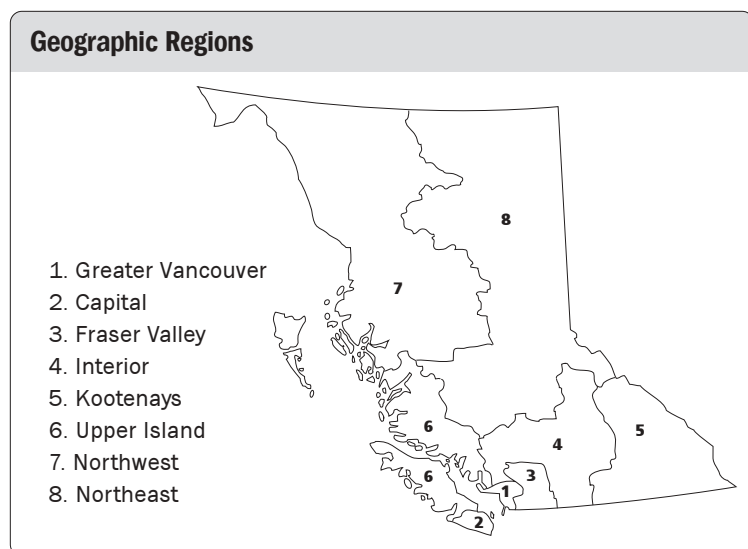 Geographic Regions
1. Greater Vancouver
2. Capital
3. Fraser Valley
4. Interior
5. Kootenays
6. Upper Island
7. Northwest
8. Northeast
8
7
6
4
5
6
3
1
2